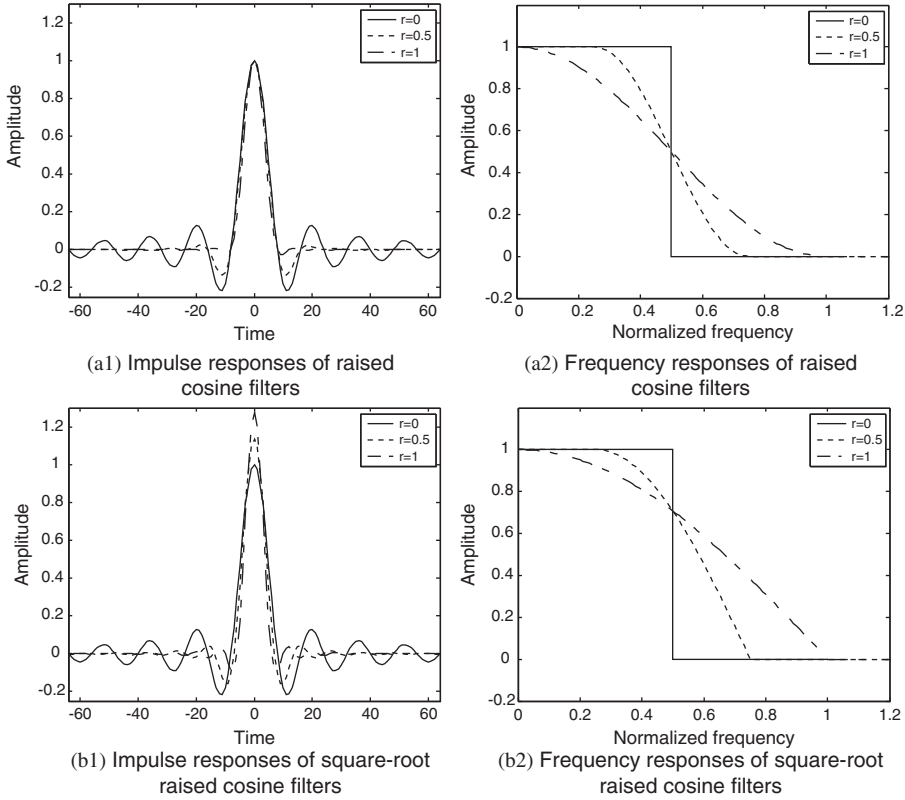 1.2
1
0.8
0.6
0.4
0.2
0
-0.2
Amplitude
-60
-40
-20
0
20
40
60
Time
r=0
r=0.5
r=1
(a1) Impulse responses of raised
cosine filters
1.2
1
0.8
0.6
0.4
0.2
0
-0.2
Amplitude
0
0.2
0.4
0.6
0.8
1
1.2
Normalized frequency
r=0
r=0.5
r=1
(a2) Frequency responses of raised
cosine filters
1.2
1
0.8
0.6
0.4
0.2
0
-0.2
Amplitude
-60
-40
-20
0
20
40
60
Time
r=0
r=0.5
r=1
(b1) Impulse responses of square-root
raised cosine filters
1.2
1
0.8
0.6
0.4
0.2
0
-0.2
Amplitude
0
0.2
0.4
0.6
0.8
1
1.2
Normalized frequency
r=0
r=0.5
r=1
(b2) Frequency responses of square-root
raised cosine filters